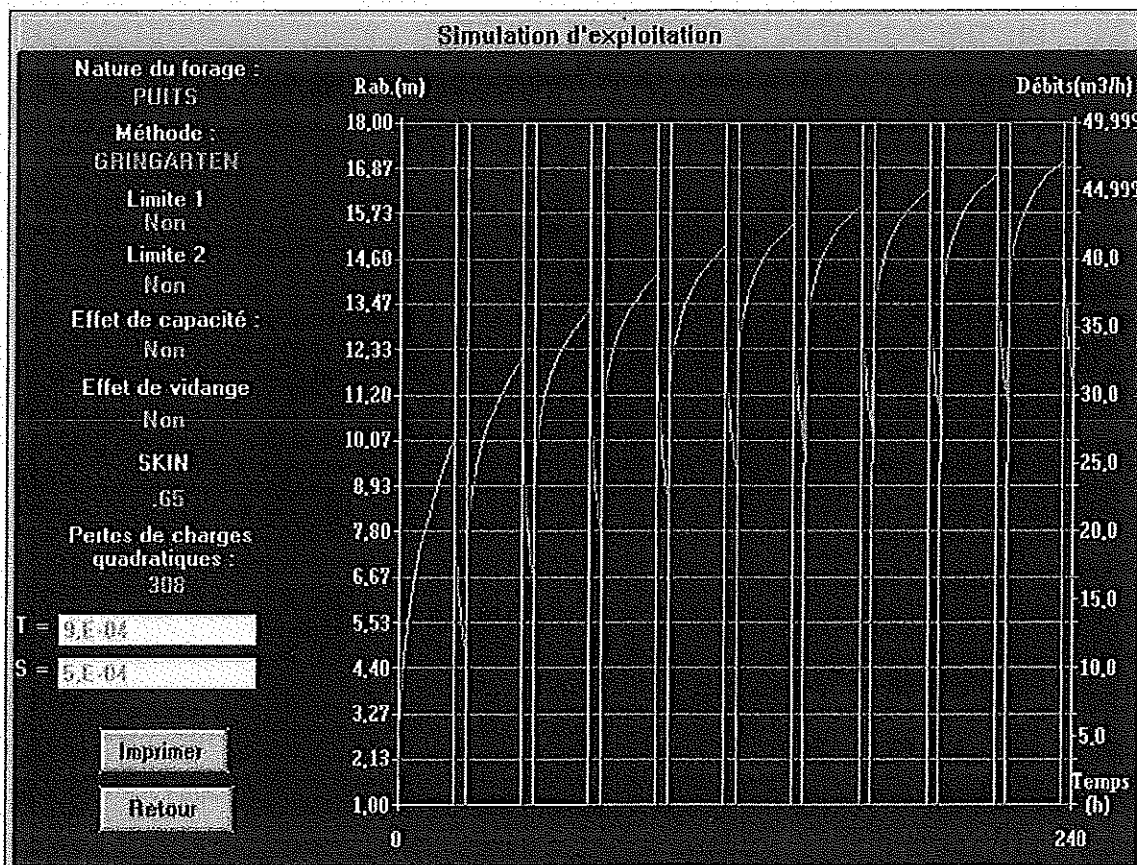 Simulation d'exploitation
Nature du forage :
PUITS
Méthode :
GRINGARTEN
Limite 1
Non
Limite 2
Non
Effet de capacité :
Non
Effet de vidange
Non
SKIN
.65
Pertes de charges
quadratiques :
308
T = 9.E-04
S = 5.E-04
Imprimer
Retour
Rab.(m)
18,00
16,87
15,73
14,60
13,47
12,33
11,20
10,07
8,93
7,80
6,67
5,53
4,40
3,27
2,13
1,00
Débits(m3/h)
49,999
44,999
40,0
35,0
30,0
25,0
20,0
15,0
10,0
5,0
Temps
(h)
0
240